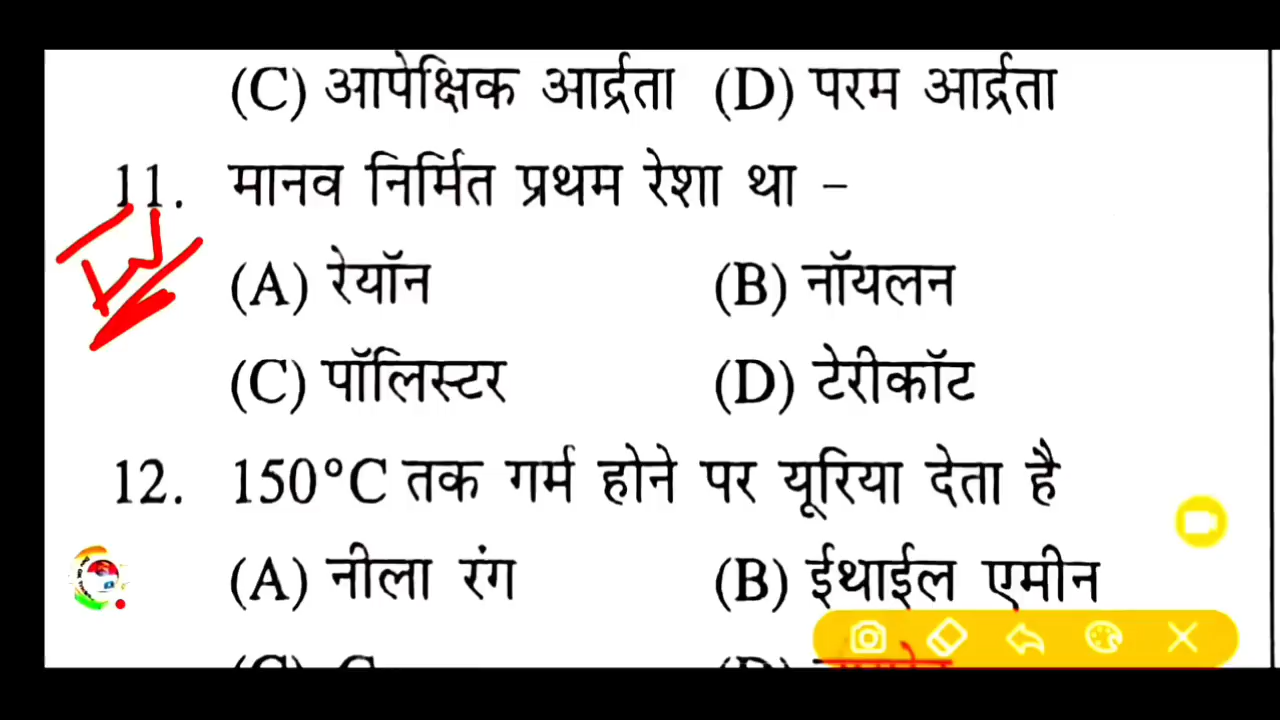 (C) आपेक्षिक आर्द्रता (D) परम आर्द्रता
11. मानव निर्मित प्रथम रेशा था –
(A) रेयॉन (B) नॉयलन
(C) पॉलिस्टर (D) टेरीकॉट
12. 150°C तक गर्म होने पर यूरिया देता है
(A) नीला रंग (B) ईथाईल एमीन